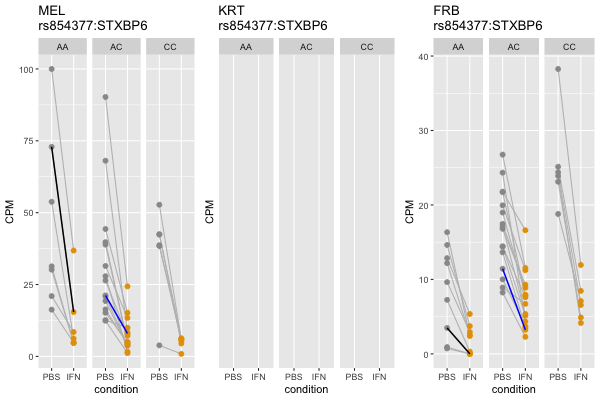 MEL
rs854377:STXBP6
AA AC CC
100
75
50
25
0
CPM
PBS IFN PBS IFN PBS IFN
condition
KRT
rs854377:STXBP6
AA AC CC
CPM
PBS IFN PBS IFN PBS IFN
condition
FRB
rs854377:STXBP6
AA AC CC
40
30
20
10
0
CPM
PBS IFN PBS IFN PBS IFN
condition